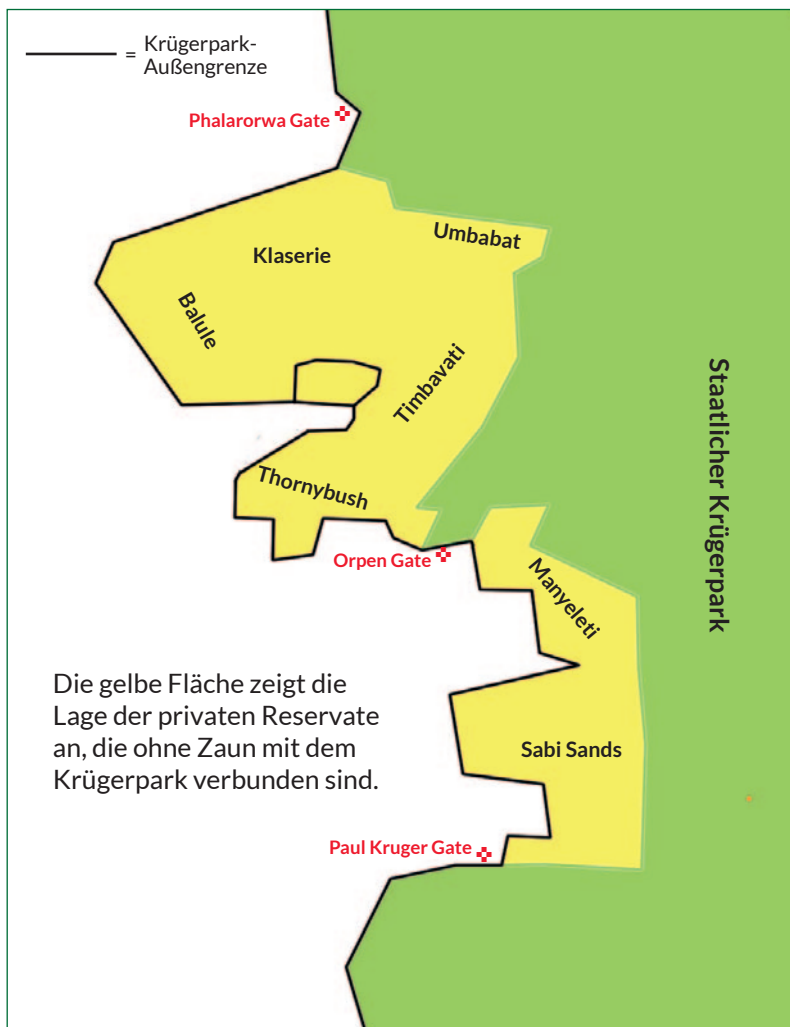 = Krügerpark-
Außengrenze
Phalarorwa Gate
Umbabat
Klaserie
Balule
Timbavati
Staatlicher Krügerpark
Thornybush
Orpen Gate
Manyeleti
Die gelbe Fläche zeigt die
Lage der privaten Reservate
an, die ohne Zaun mit dem
Krügerpark verbunden sind.
Sabi Sands
Paul Kruger Gate